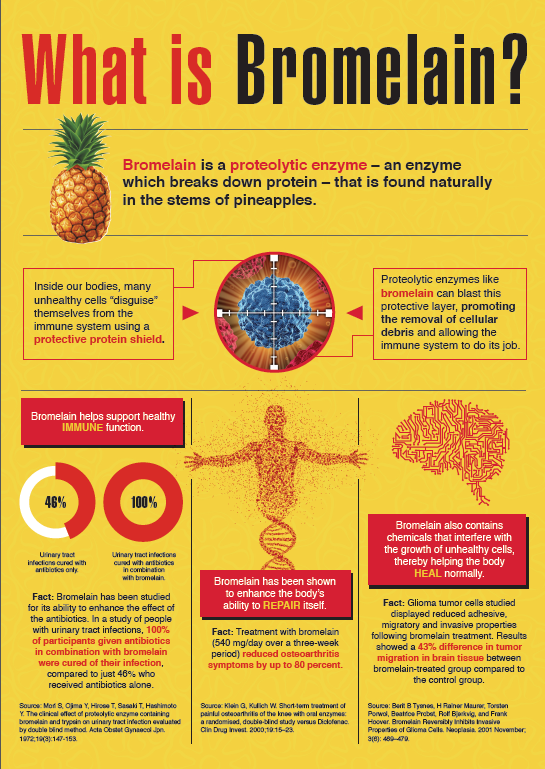 What is Bromelain?
Bromelain is a proteolytic enzyme – an enzyme
which breaks down protein – that is found naturally
in the stems of pineapples.
Inside our bodies, many
unhealthy cells “disguise”
themselves from the
immune system using a
protective protein shield.
Proteolytic enzymes like
bromelain can blast this
protective layer, promoting
the removal of cellular
debris and allowing the
immune system to do its job.
Bromelain helps support healthy
IMMUNE function.
46%
100%
Urinary tract
infections cured with
antibiotics only.
Urinary tract infections
cured with antibiotics
in combination
with bromelain.
Fact: Bromelain has been studied
for its ability to enhance the effect of
the antibiotics. In a study of people
with urinary tract infections, 100%
of participants given antibiotics
in combination with bromelain
were cured of their infection,
compared to just 46% who
received antibiotics alone.
Source: Mori S, Ojima Y, Hirose T, Sasaki T, Hashimoto
Y. The clinical effect of proteolytic enzyme containing
bromelain and trypsin on urinary tract infection evaluated
by double blind method. Acta Obstet Gynaecol Jpn.
1972;19(3):147-153.
Bromelain has been shown
to enhance the body’s
ability to REPAIR itself.
Fact: Treatment with bromelain
(540 mg/day over a three-week
period) reduced osteoarthritis
symptoms by up to 80 percent.
Source: Klein G, Kullich W. Short-term treatment of
painful osteoarthritis of the knee with oral enzymes:
a randomised, double-blind study versus Diclofenac.
Clin Drug Invest. 2000;19:15–23.
Bromelain also contains
chemicals that interfere with
the growth of unhealthy cells,
thereby helping the body
HEAL normally.
Fact: Glioma tumor cells studied
displayed reduced adhesive,
migratory and invasive properties
following bromelain treatment. Results
showed a 43% difference in tumor
migration in brain tissue between
bromelain-treated group compared to
the control group.
Source: Berit B Tysnes, H Rainer Maurer, Torsten
Porwol, Beatrice Probst, Rolf Bjerkvig, and Frank
Hoover. Bromelain Reversibly Inhibits Invasive
Properties of Glioma Cells. Neoplasia. 2001 November;
3(6): 469–479.